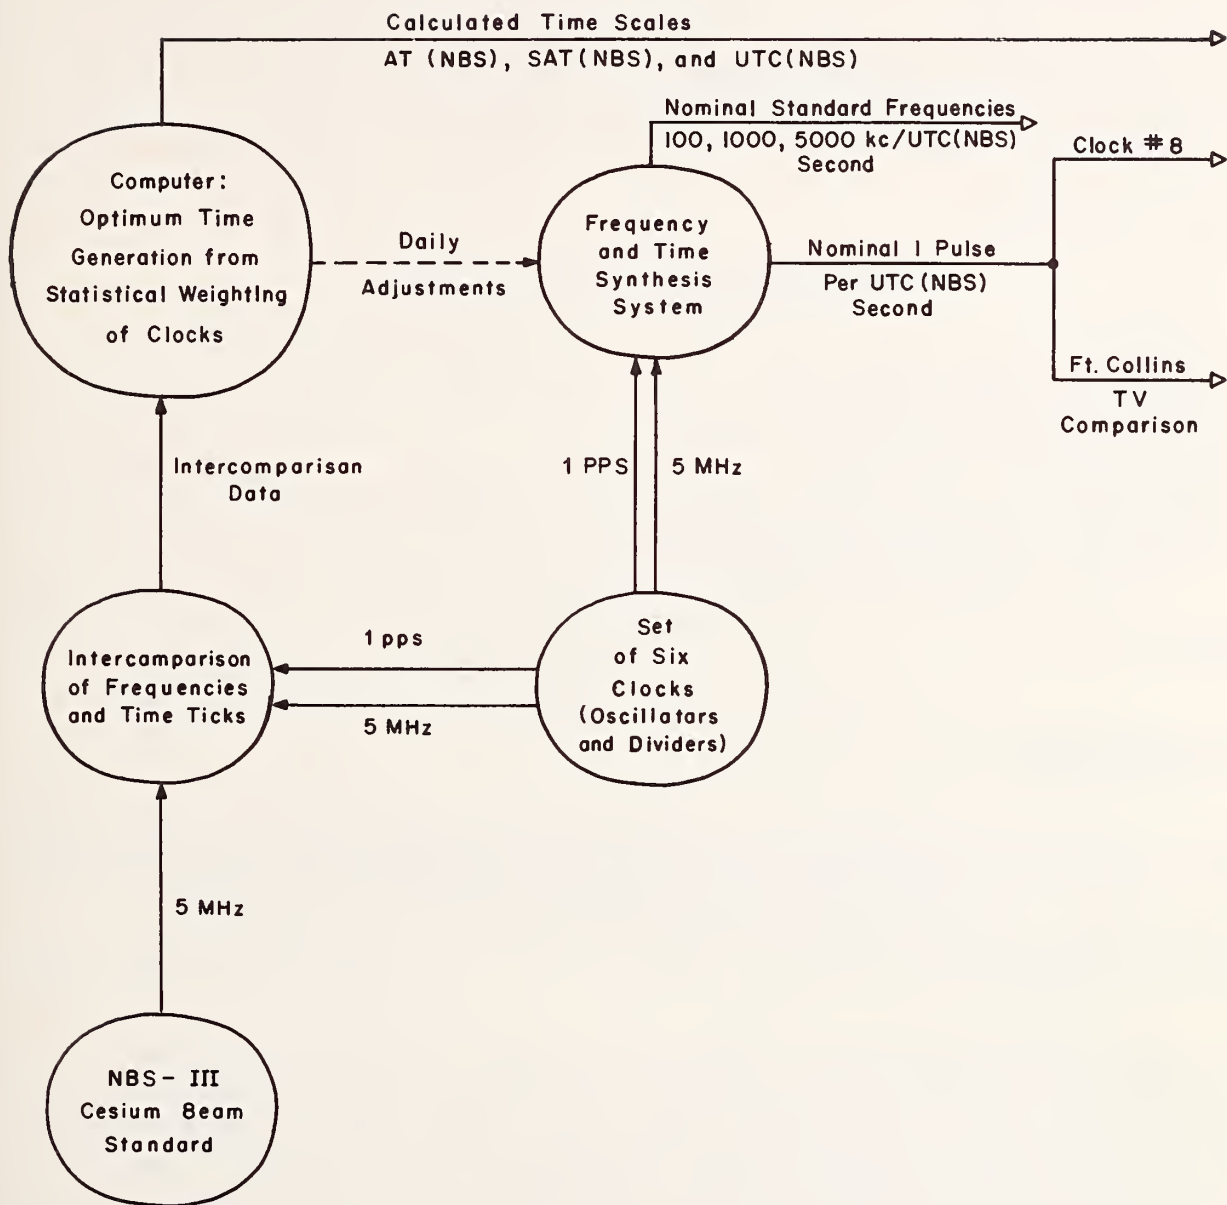 Calculated Time Scales
AT (NBS), SAT(NBS), and UTC(NBS)
Nominal Standard Frequencies
100, 1000, 5000 kc/UTC(NBS)
Second
Clock #8
Computer:
Optimum Time
Generation from
Statistical Weighting
of Clocks
Daily
Adjustments
Frequency
and Time
Synthesis
System
Nominal 1 Pulse
Per UTC (NBS)
Second
Ft. Collins
TV
Comparison
Intercomparisan
Data
1 PPS
5 MHz
Intercamparison
of Frequencies
and Time Ticks
1 pps
5 MHz
Set
of Six
Clocks
(Oscillators
and Dividers)
5 MHz
NBS- III
Cesium 8eam
Standard